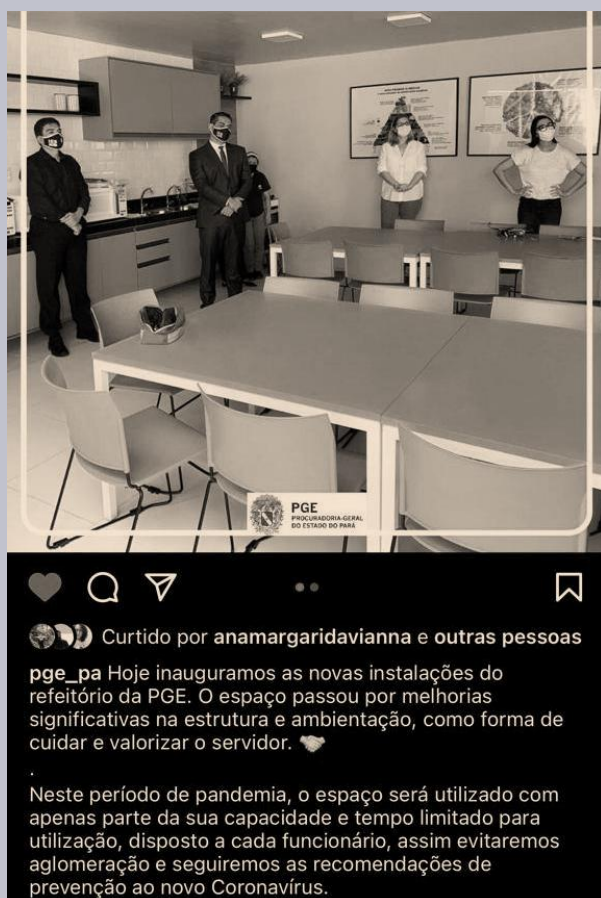 PGE
PROCURADORIA-GERAL
DO ESTADO DO PARÁ
Curtido por anamargaridavianna e outras pessoas
pge_pa Hoje inauguramos as novas instalações do
refeitório da PGE. O espaço passou por melhorias
significativas na estrutura e ambientação, como forma de
cuidar e valorizar o servidor. 🤝
.
Neste período de pandemia, o espaço será utilizado com
apenas parte da sua capacidade e tempo limitado para
utilização, disposto a cada funcionário, assim evitaremos
aglomeração e seguiremos as recomendações de
prevenção ao novo Coronavírus.